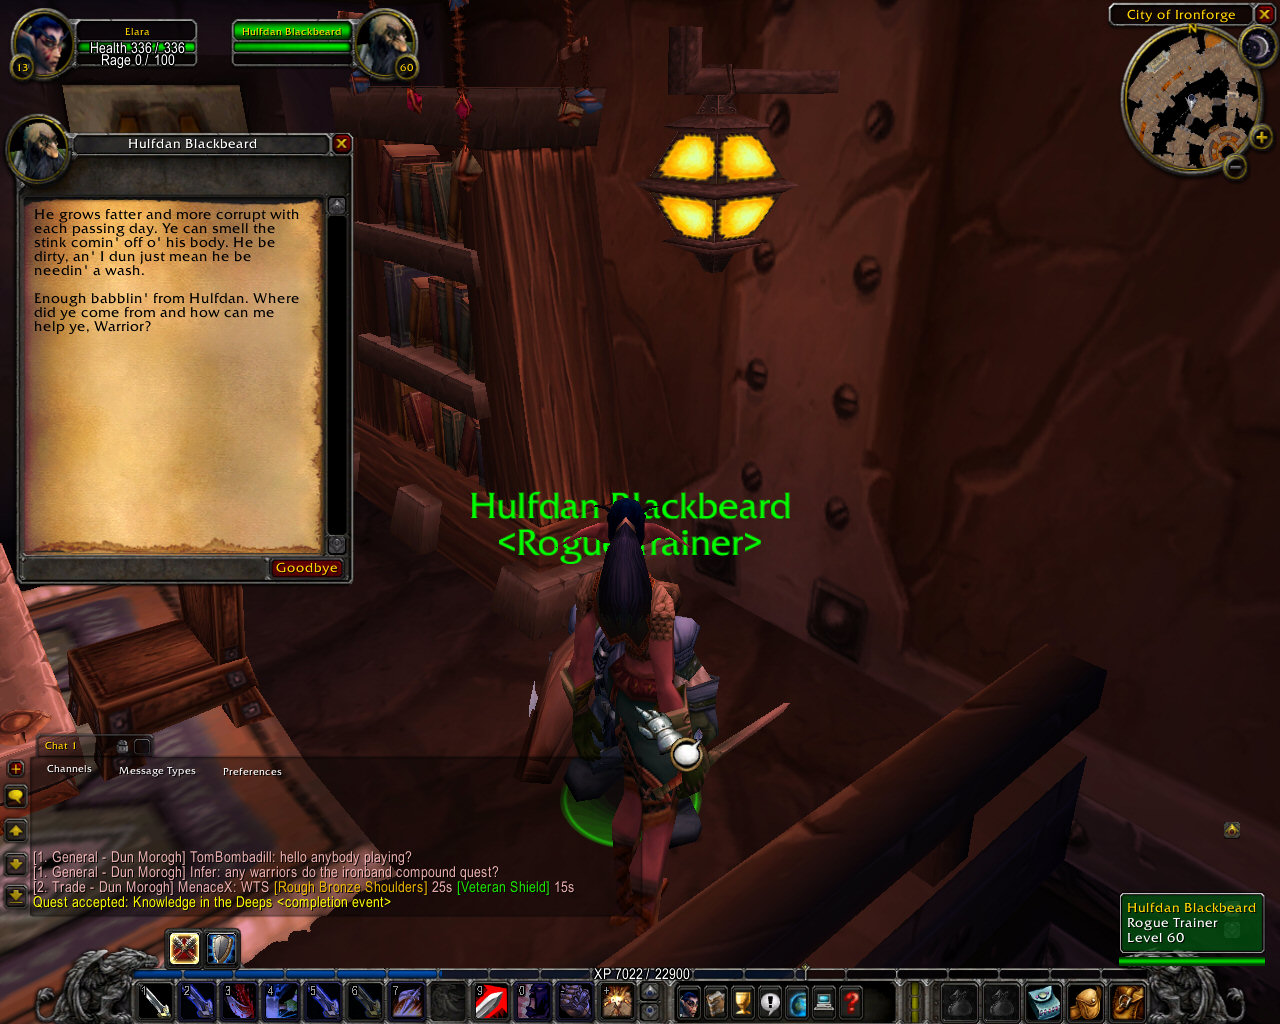 Elara
Health 336 / 336
Rage 0 / 100
13
Hulfdan Blackbeard
60
City of Ironforge
N
Hulfdan Blackbeard
He grows fatter and more corrupt with
each passing day. Ye can smell the
stink comin' off o' his body. He be
dirty, an' I dun just mean he be
needin' a wash.
Enough babblin' from Hulfdan. Where
did ye come from and how can me
help ye, Warrior?
Goodbye
Hulfdan Blackbeard
<Rogue Trainer>
Chat 1
Channels Message Types Preferences
[1. General - Dun Morogh] TomBombadill: hello anybody playing?
[1. General - Dun Morogh] Infer: any warriors do the ironband compound quest?
[2. Trade - Dun Morogh] MenaceX: WTS [Rough Bronze Shoulders] 25s [Veteran Shield] 15s
Quest accepted: Knowledge in the Deeps <completion event>
Hulfdan Blackbeard
Rogue Trainer
Level 60
XP 7022 / 22900
1 2 3 4 5 6 7 9 0 - +